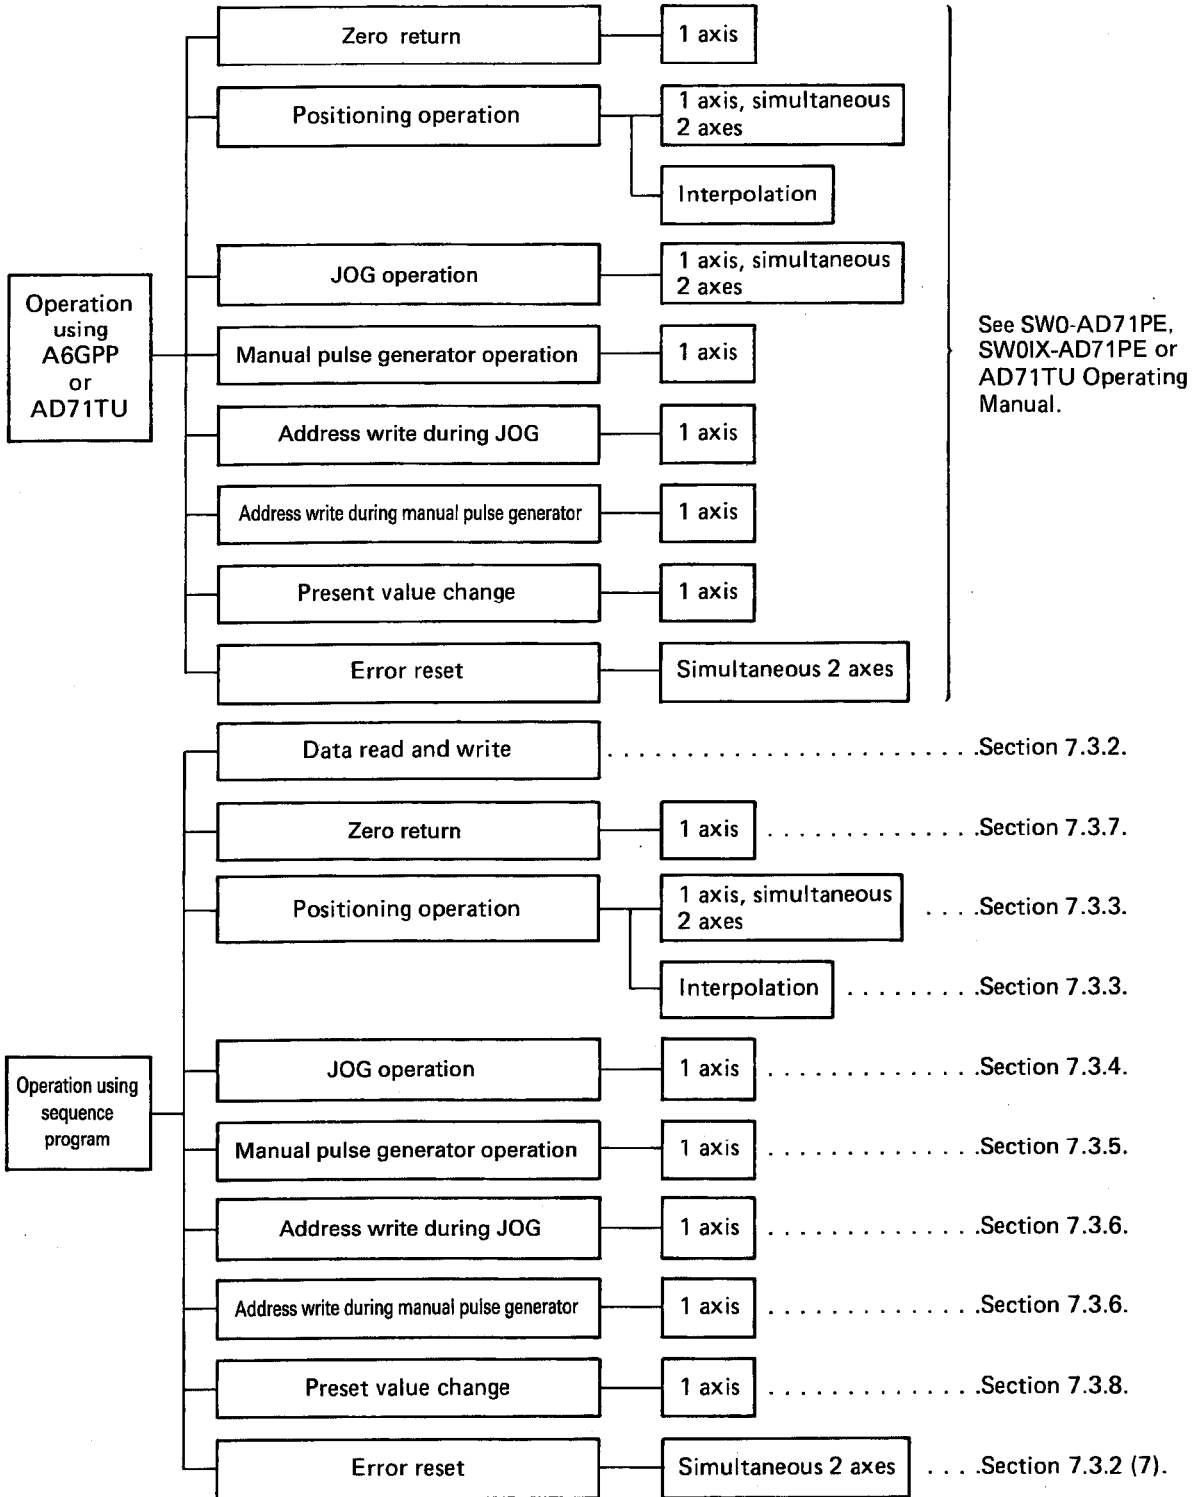 Zero return
1 axis
Positioning operation
1 axis, simultaneous
2 axes
Interpolation
JOG operation
1 axis, simultaneous
2 axes
Operation
using
A6GPP
or
AD71TU
Manual pulse generator operation
1 axis
See SW0-AD71PE,
SW0IX-AD71PE or
AD71TU Operating
Manual.
Address write during JOG
1 axis
Address write during manual pulse generator
1 axis
Present value change
1 axis
Error reset
Simultaneous 2 axes
Data read and write . . . . . . . . . . . . . . . . . . . . . . . . .Section 7.3.2.
Zero return
1 axis . . . . . . . . . . . . . .Section 7.3.7.
Positioning operation
1 axis, simultaneous
2 axes
. . . .Section 7.3.3.
Interpolation . . . . . . . . .Section 7.3.3.
Operation using
sequence
program
JOG operation
1 axis . . . . . . . . . . . . . .Section 7.3.4.
Manual pulse generator operation
1 axis . . . . . . . . . . . . . .Section 7.3.5.
Address write during JOG
1 axis . . . . . . . . . . . . . .Section 7.3.6.
Address write during manual pulse generator
1 axis . . . . . . . . . . . . . .Section 7.3.6.
Preset value change
1 axis . . . . . . . . . . . . . .Section 7.3.8.
Error reset
Simultaneous 2 axes . . . .Section 7.3.2 (7).